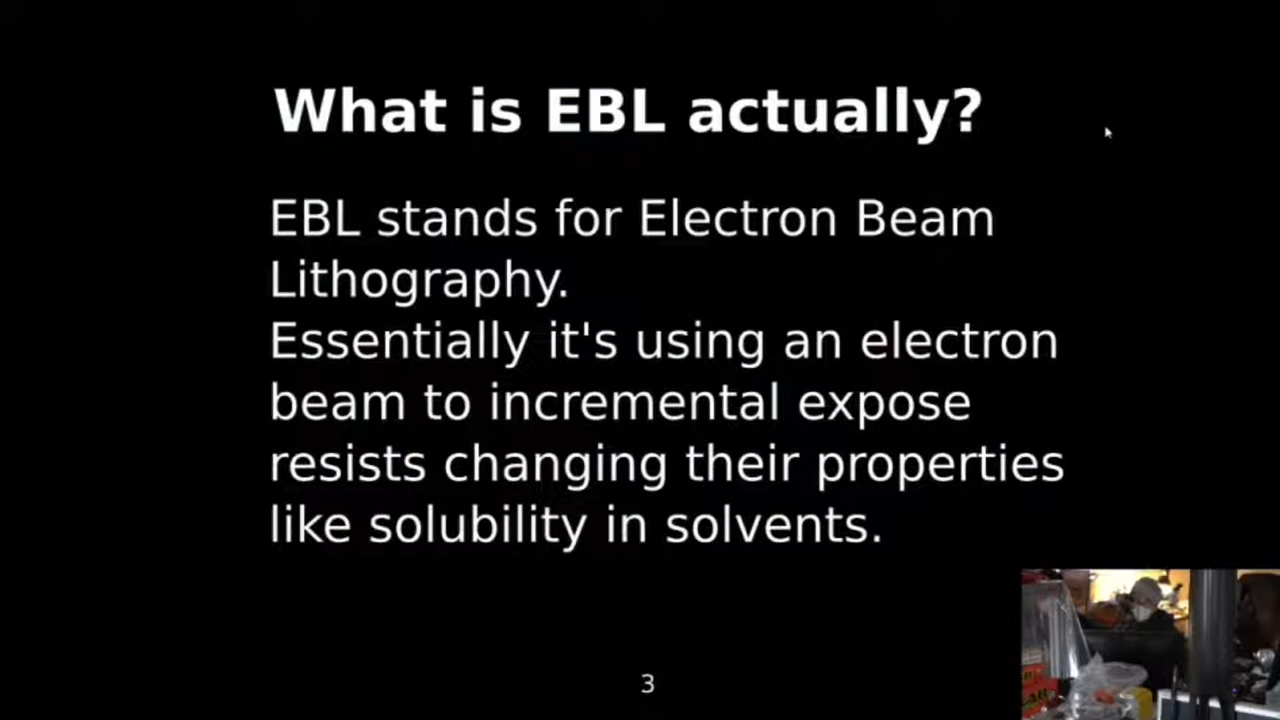 What is EBL actually?
EBL stands for Electron Beam
Lithography.
Essentially it's using an electron
beam to incremental expose
resists changing their properties
like solubility in solvents.
3